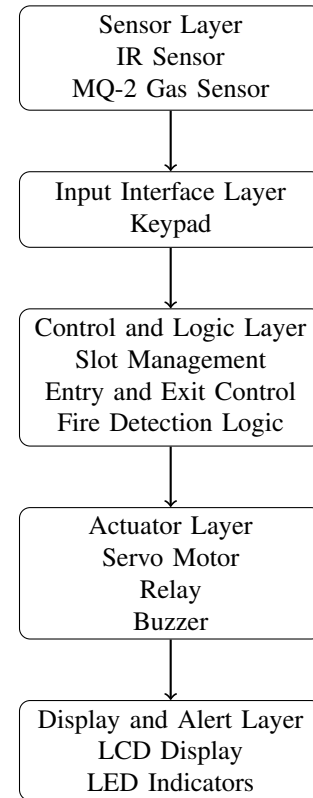 Sensor Layer
IR Sensor
MQ-2 Gas Sensor
Input Interface Layer
Keypad
Control and Logic Layer
Slot Management
Entry and Exit Control
Fire Detection Logic
Actuator Layer
Servo Motor
Relay
Buzzer
Display and Alert Layer
LCD Display
LED Indicators